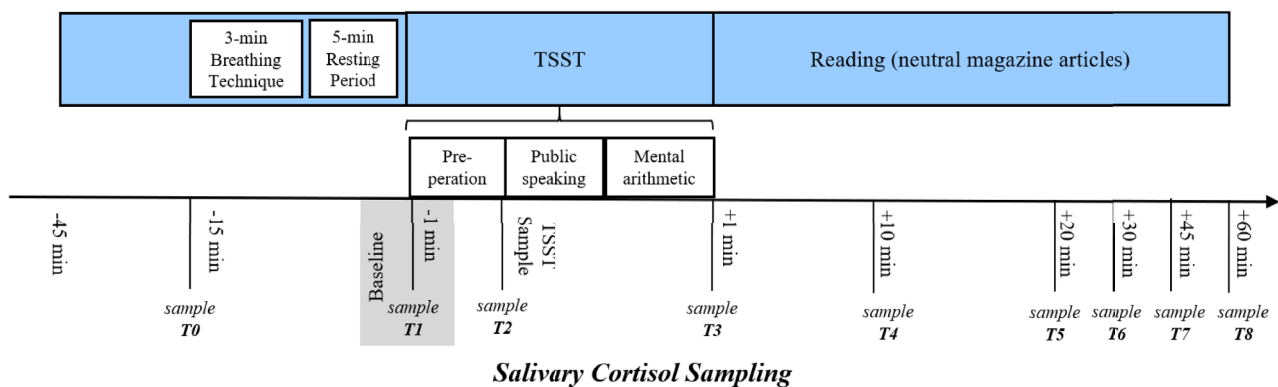 3-min
Breathing
Technique
5-min
Resting
Period
TSST
Reading (neutral magazine articles)
Pre-
peration
Public
speaking
Mental
arithmetic
-45 min
-15 min
Baseline
-1 min
TSST
Sample
+1 min
+10 min
+20 min
+30 min
+45 min
+60 min
sample
T0
sample
T1
sample
T2
sample
T3
sample
T4
sample
T5
sample
T6
sample
T7
sample
T8
Salivary Cortisol Sampling